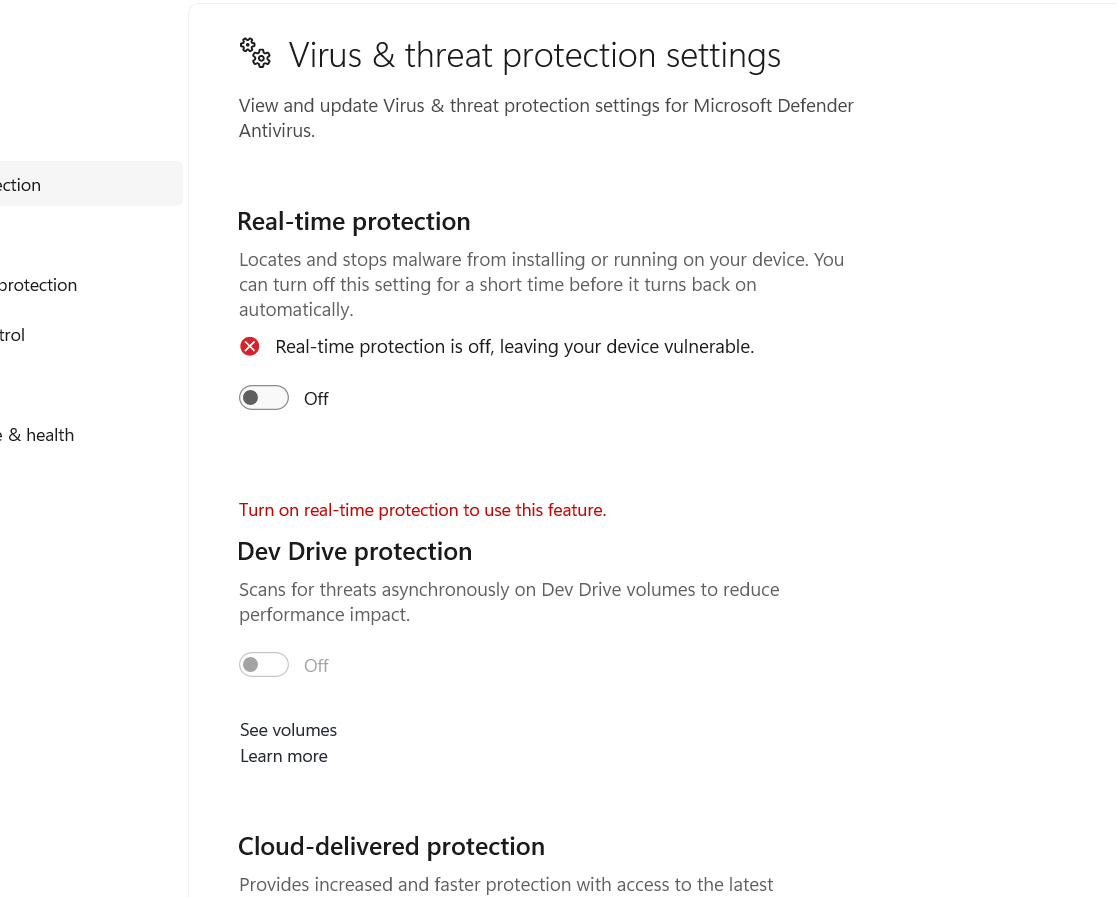 Virus & threat protection settings
View and update Virus & threat protection settings for Microsoft Defender
Antivirus.
ection
protection
trol
e & health
Real-time protection
Locates and stops malware from installing or running on your device. You
can turn off this setting for a short time before it turns back on
automatically.
Real-time protection is off, leaving your device vulnerable.
Off
Turn on real-time protection to use this feature.
Dev Drive protection
Scans for threats asynchronously on Dev Drive volumes to reduce
performance impact.
Off
See volumes
Learn more
Cloud-delivered protection
Provides increased and faster protection with access to the latest